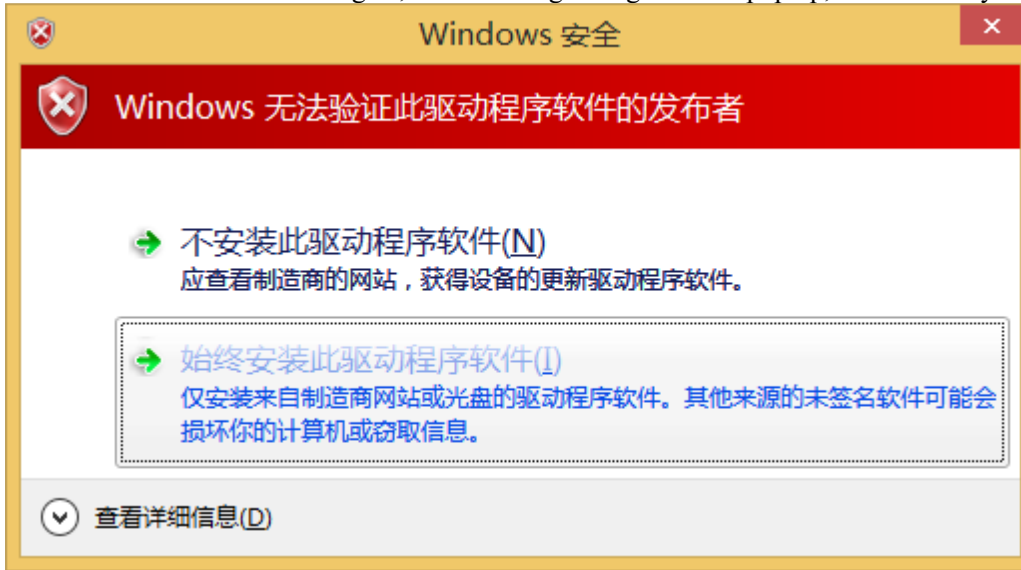 Windows 安全
Windows 无法验证此驱动程序软件的发布者
不安装此驱动程序软件(N)
应查看制造商的网站，获得设备的更新驱动程序软件。
始终安装此驱动程序软件(I)
仅安装来自制造商网站或光盘的驱动程序软件。其他来源的未签名软件可能会
损坏你的计算机或窃取信息。
查看详细信息(D)